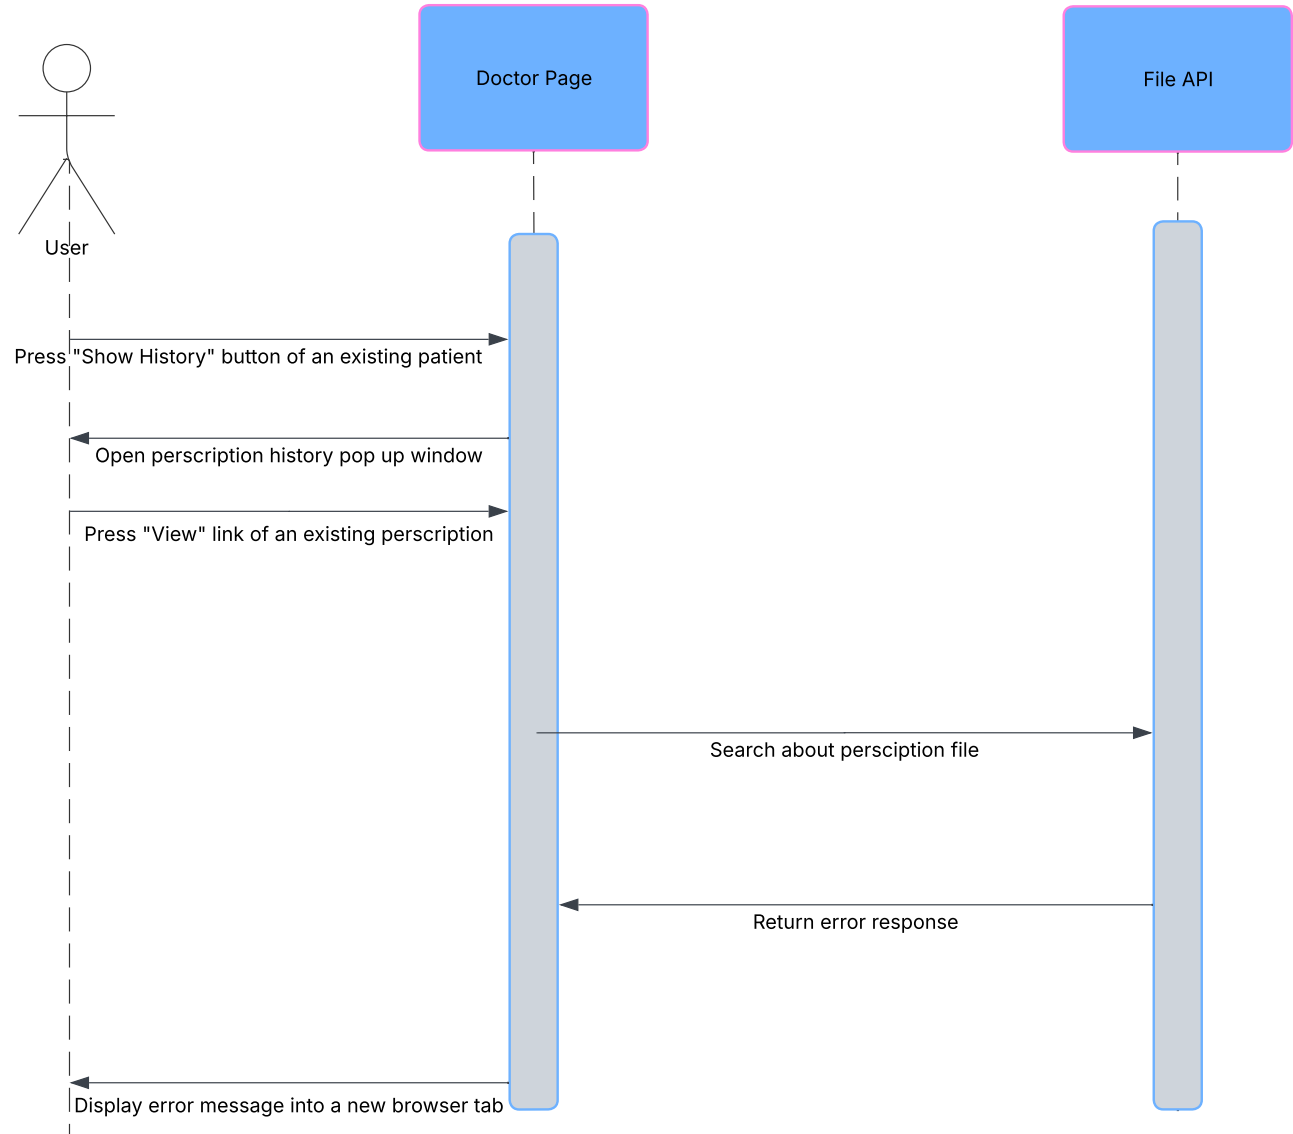 Doctor Page
File API
User
Press "Show History" button of an existing patient
Open perscription history pop up window
Press "View" link of an existing perscription
Search about persciption file
Return error response
Display error message into a new browser tab